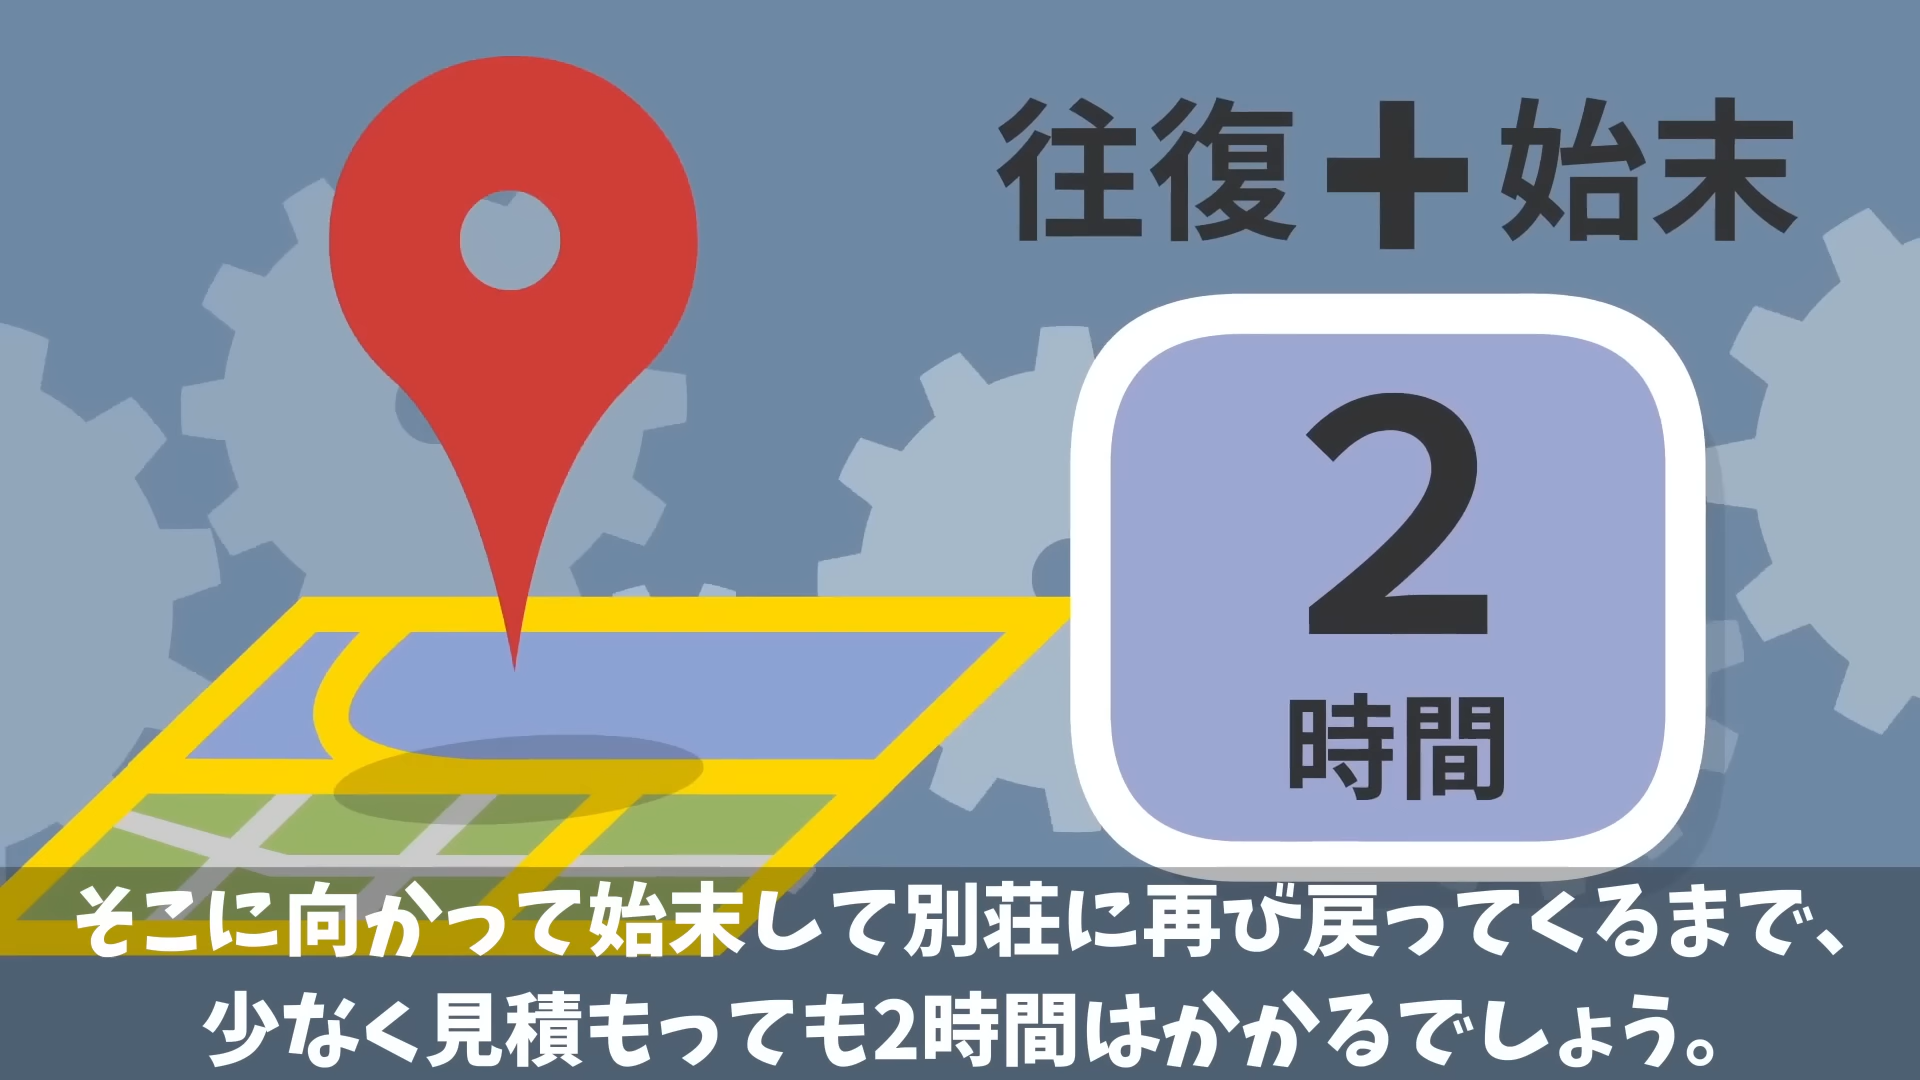 往復+始末
2
時間
そこに向かって始末して別荘に再び戻ってくるまで、
少なく見積もっても2時間はかかるでしょう。